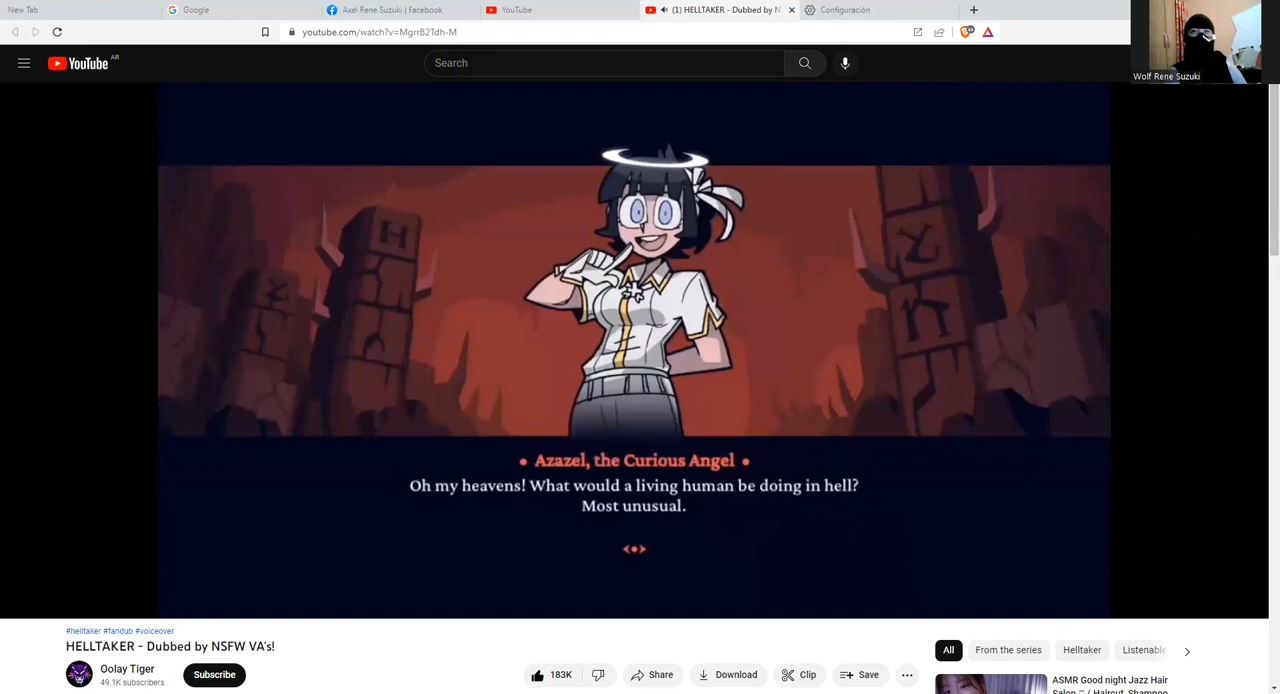 New Tab
Google
Axel Rene Suzuki | Facebook
YouTube
(1) HELLTAKER - Dubbed by N
Configuración
youtube.com/watch?v=MgrrB2Tdh-M
Wolf Rene Suzuki
YouTube AR
Search
• Azazel, the Curious Angel •
Oh my heavens! What would a living human be doing in hell?
Most unusual.
#helltaker #fandub #voiceover
HELLTAKER - Dubbed by NSFW VA's!
Oolay Tiger
49.1K subscribers
Subscribe
183K
Share
Download
Clip
Save
All
From the series
Helltaker
Listenable
ASMR Good night Jazz Hair